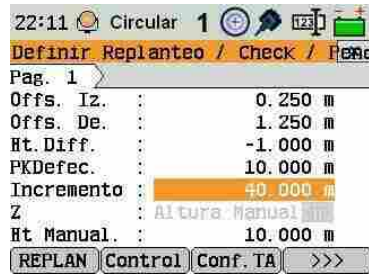 22:11 Circular 1
Definir Replanteo / Check /
Pag. 1
Offs. Iz. : 0.250 m
Offs. De. : 1.250 m
Ht.Diff. : -1.000 m
PKDefec. : 10.000 m
Incremento : 40.000 m
Z : Altura Manual
Ht Manual. : 10.000 m
REPLAN Control Conf.TA >>>